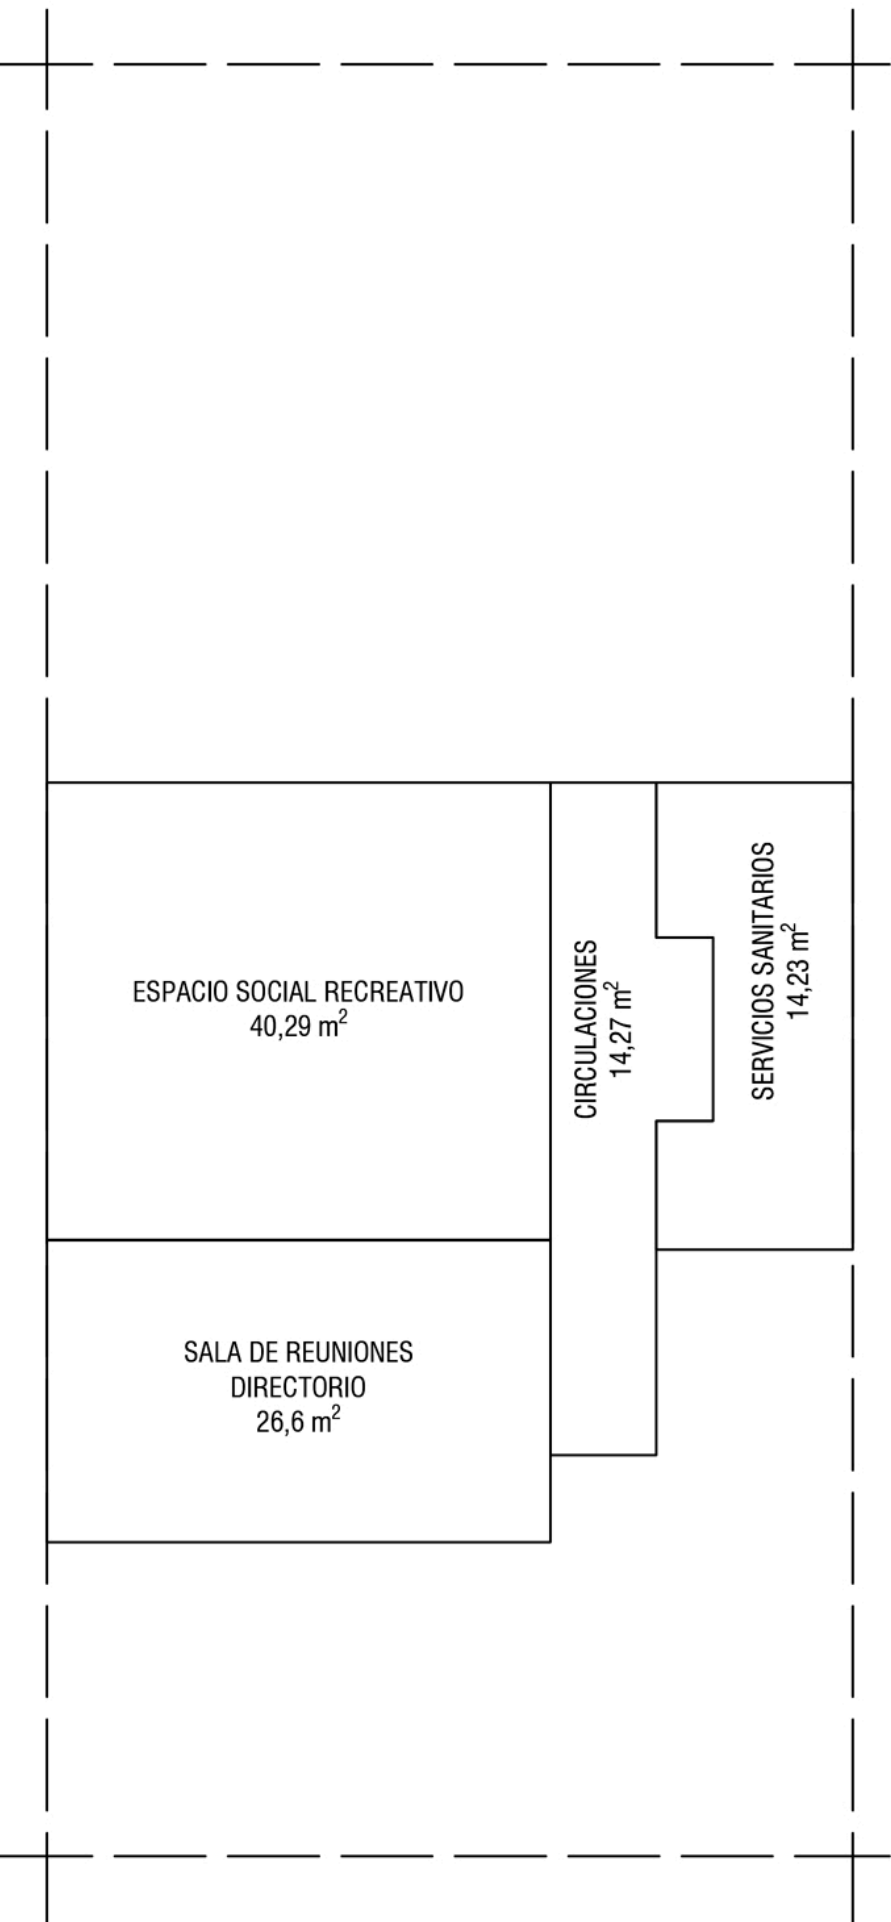 ESPACIO SOCIAL RECREATIVO
40,29 m²
CIRCULACIONES
14,27 m²
SERVICIOS SANITARIOS
14,23 m²
SALA DE REUNIONES
DIRECTORIO
26,6 m²